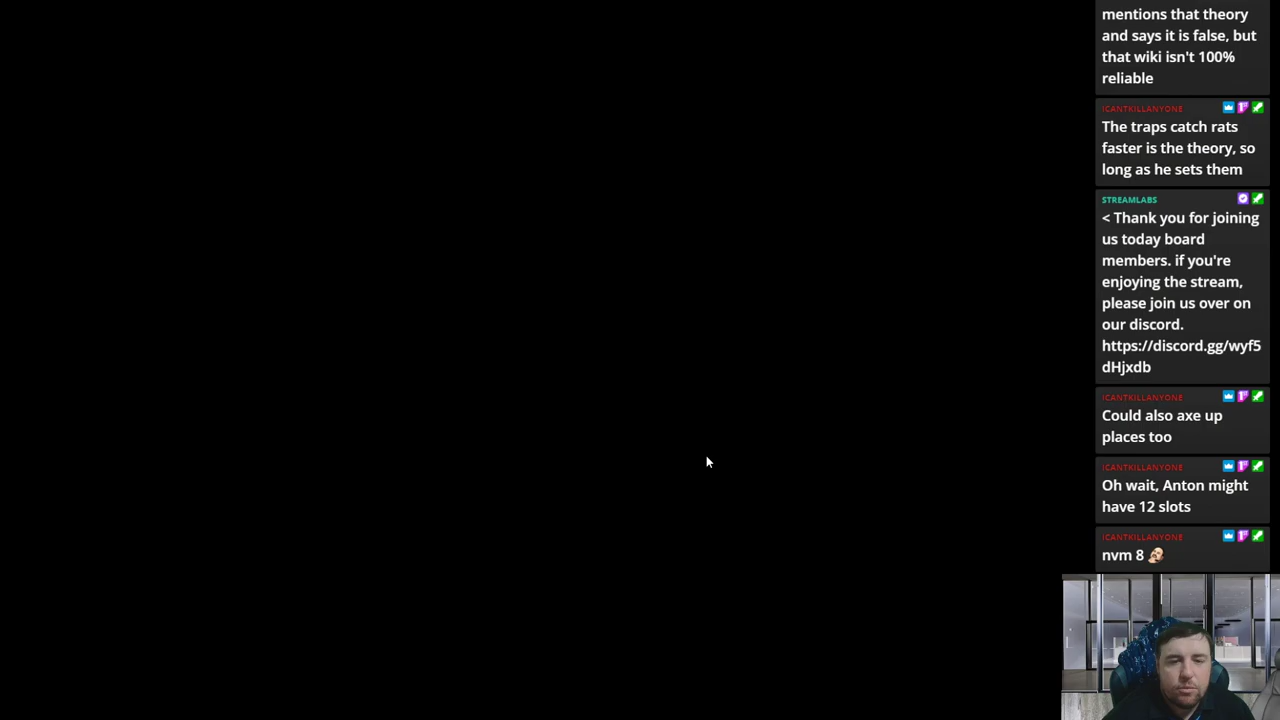 mentions that theory
and says it is false, but
that wiki isn't 100%
reliable
ICANTKILLANYONE
The traps catch rats
faster is the theory, so
long as he sets them
STREAMLABS
< Thank you for joining
us today board
members. if you're
enjoying the stream,
please join us over on
our discord.
https://discord.gg/wyf5
dHjxdb
ICANTKILLANYONE
Could also axe up
places too
ICANTKILLANYONE
Oh wait, Anton might
have 12 slots
ICANTKILLANYONE
nvm 8